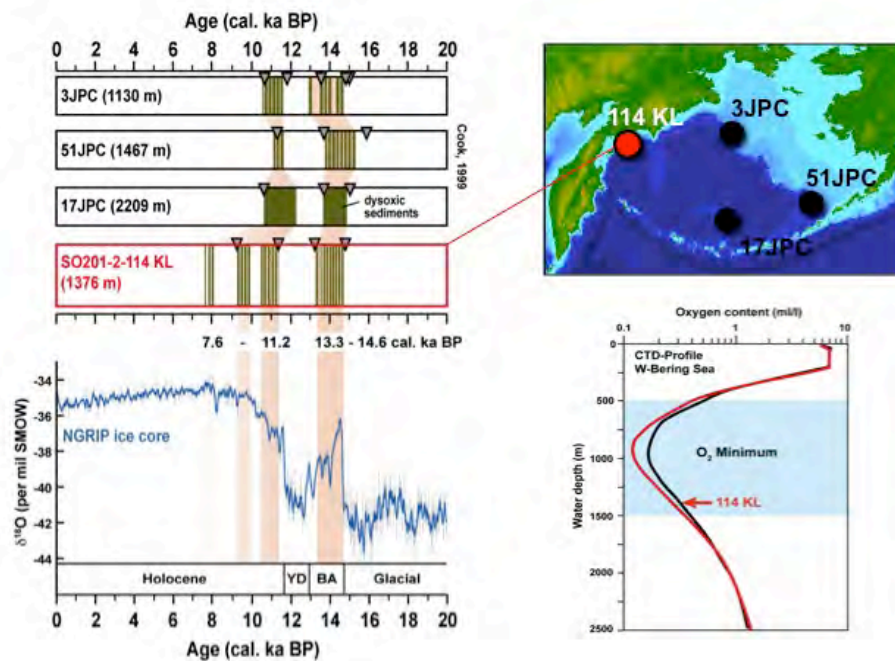 Age (cal. ka BP)
0 2 4 6 8 10 12 14 16 18 20
3JPC (1130 m)
51JPC (1467 m)
17JPC (2209 m)
dysoxic
sediments
Cook, 1999
SO201-2-114 KL
(1376 m)
7.6 - 11.2 13.3 - 14.6 cal. ka BP
-34
-36
-38
-40
-42
-44
δ¹⁸O (per mil SMOW)
NGRIP ice core
Holocene YD BA Glacial
0 2 4 6 8 10 12 14 16 18 20
Age (cal. ka BP)
114 KL
3JPC
51JPC
17JPC
Oxygen content (ml/l)
0.1 1 10
0
500
1000
1500
2000
2500
Water depth (m)
CTD-Profile
W-Bering Sea
O₂ Minimum
114 KL